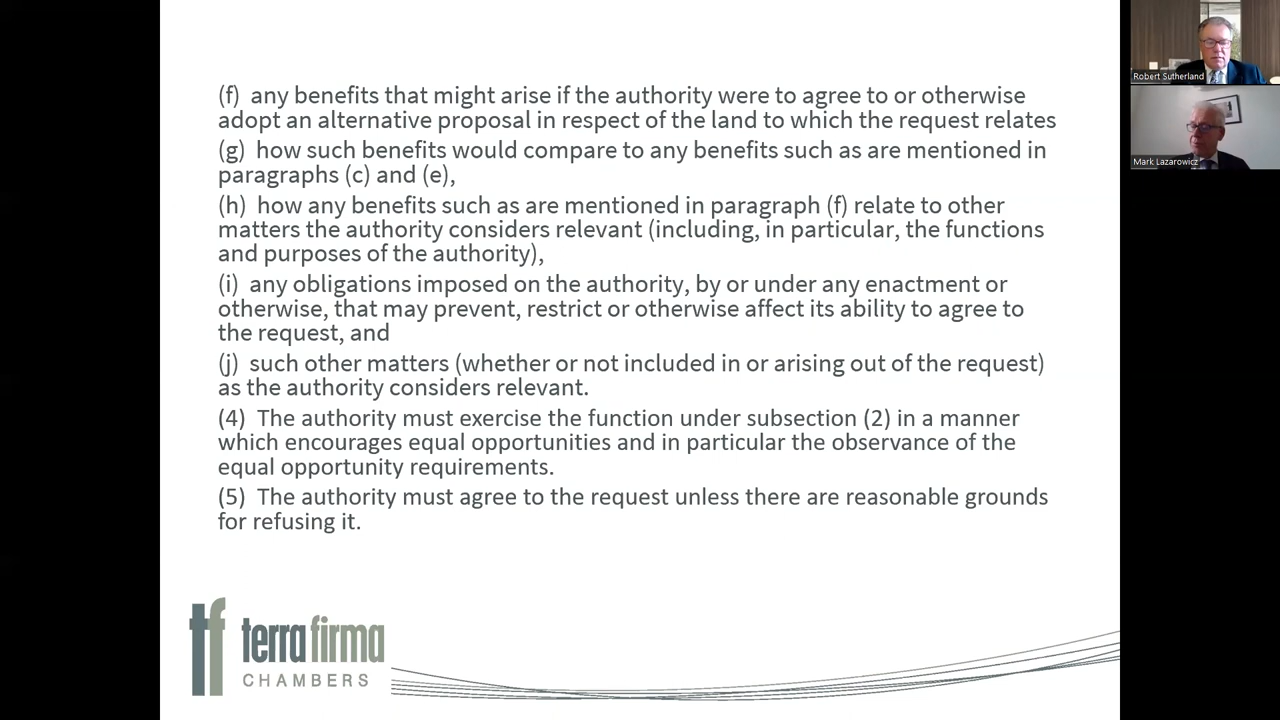 (f) any benefits that might arise if the authority were to agree to or otherwise
adopt an alternative proposal in respect of the land to which the request relates
(g) how such benefits would compare to any benefits such as are mentioned in
paragraphs (c) and (e),
(h) how any benefits such as are mentioned in paragraph (f) relate to other
matters the authority considers relevant (including, in particular, the functions
and purposes of the authority),
(i) any obligations imposed on the authority, by or under any enactment or
otherwise, that may prevent, restrict or otherwise affect its ability to agree to
the request, and
(j) such other matters (whether or not included in or arising out of the request)
as the authority considers relevant.
(4) The authority must exercise the function under subsection (2) in a manner
which encourages equal opportunities and in particular the observance of the
equal opportunity requirements.
(5) The authority must agree to the request unless there are reasonable grounds
for refusing it.
tf terra firma
CHAMBERS
Robert Sutherland
Mark Lazarowicz